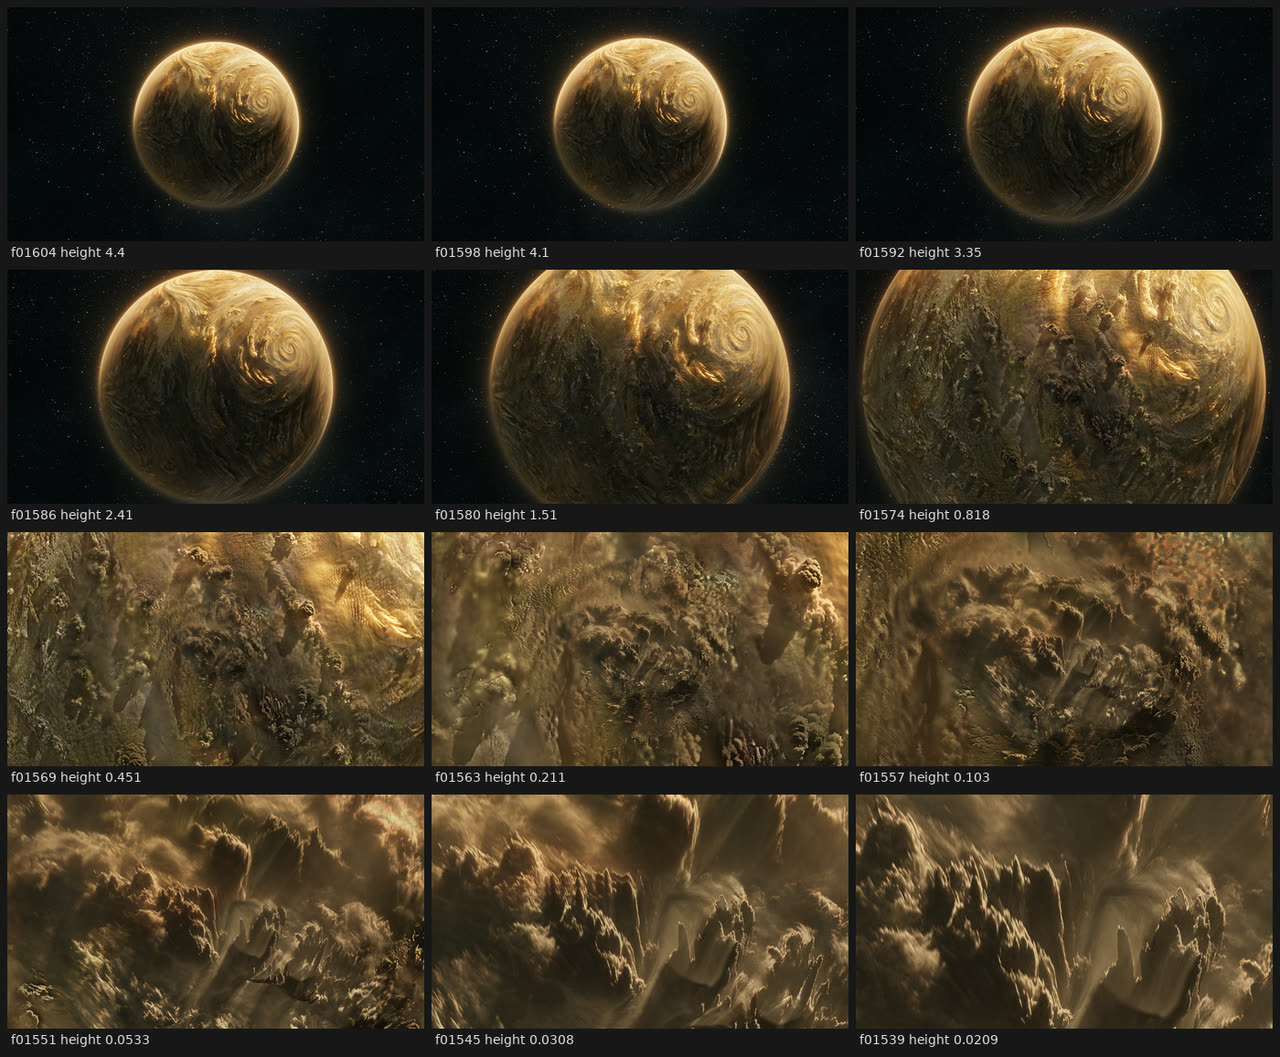 f01604 height 4.4
f01598 height 4.1
f01592 height 3.35
f01586 height 2.41
f01580 height 1.51
f01574 height 0.818
f01569 height 0.451
f01563 height 0.211
f01557 height 0.103
f01551 height 0.0533
f01545 height 0.0308
f01539 height 0.0209